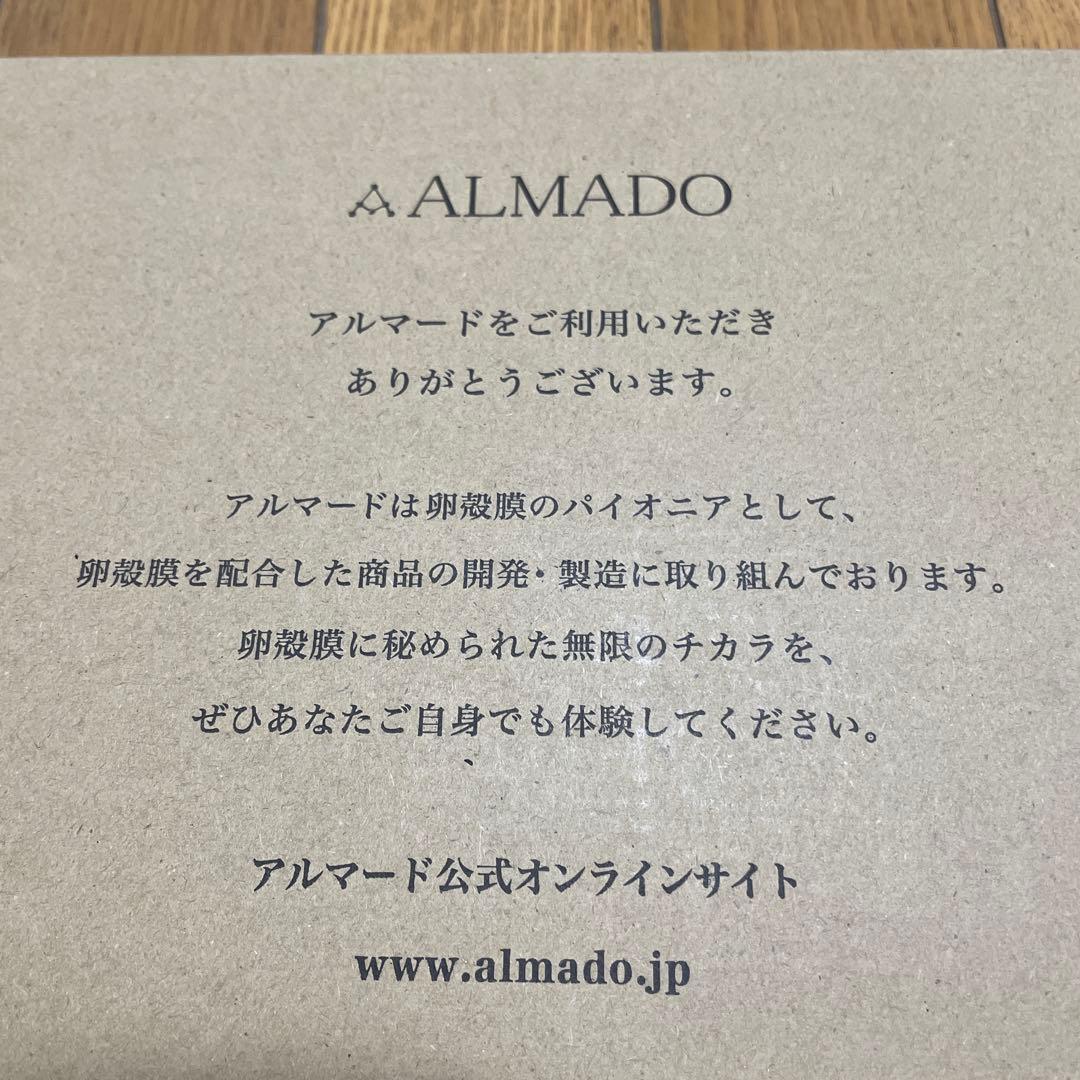 ALMADO
アルマードをご利用いただき
ありがとうございます。
アルマードは卵殻膜のパイオニアとして、
卵殻膜を配合した商品の開発・製造に取り組んでおります。
卵殻膜に秘められた無限のチカラを、
ぜひあなたご自身でも体験してください。
アルマード公式オンラインサイト
www.almado.jp